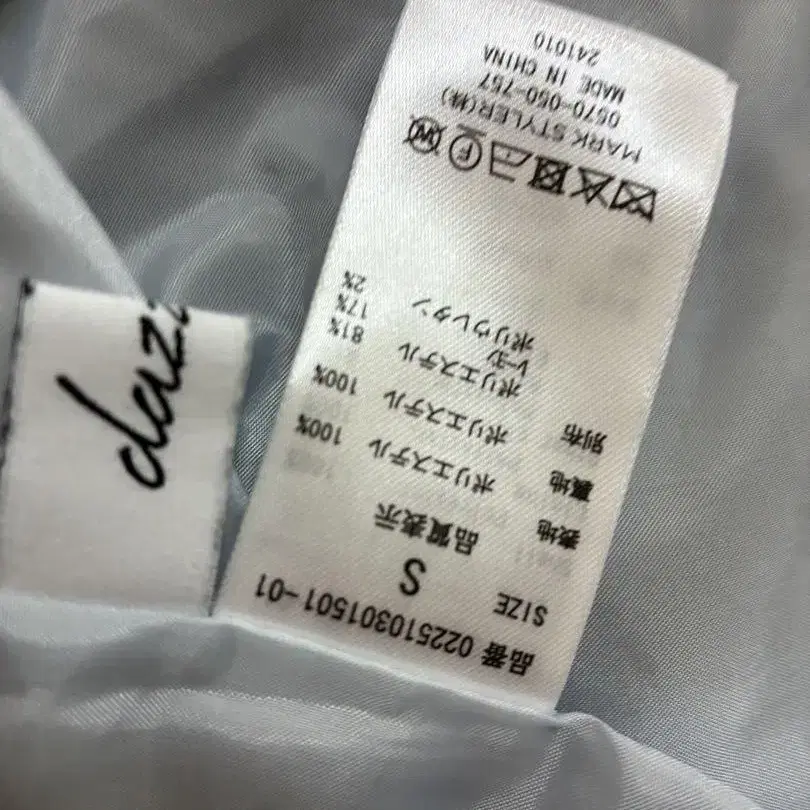 品番 022510301501-01
SIZE S
品質表示
表地 ポリエステル 100%
裏地 ポリエステル 100%
別布 ポリエステル 81%
レーヨン 17%
ポリウレタン 2%
F W
MARK STYLER(株)
0570-050-757
MADE IN CHINA
241010
dazz